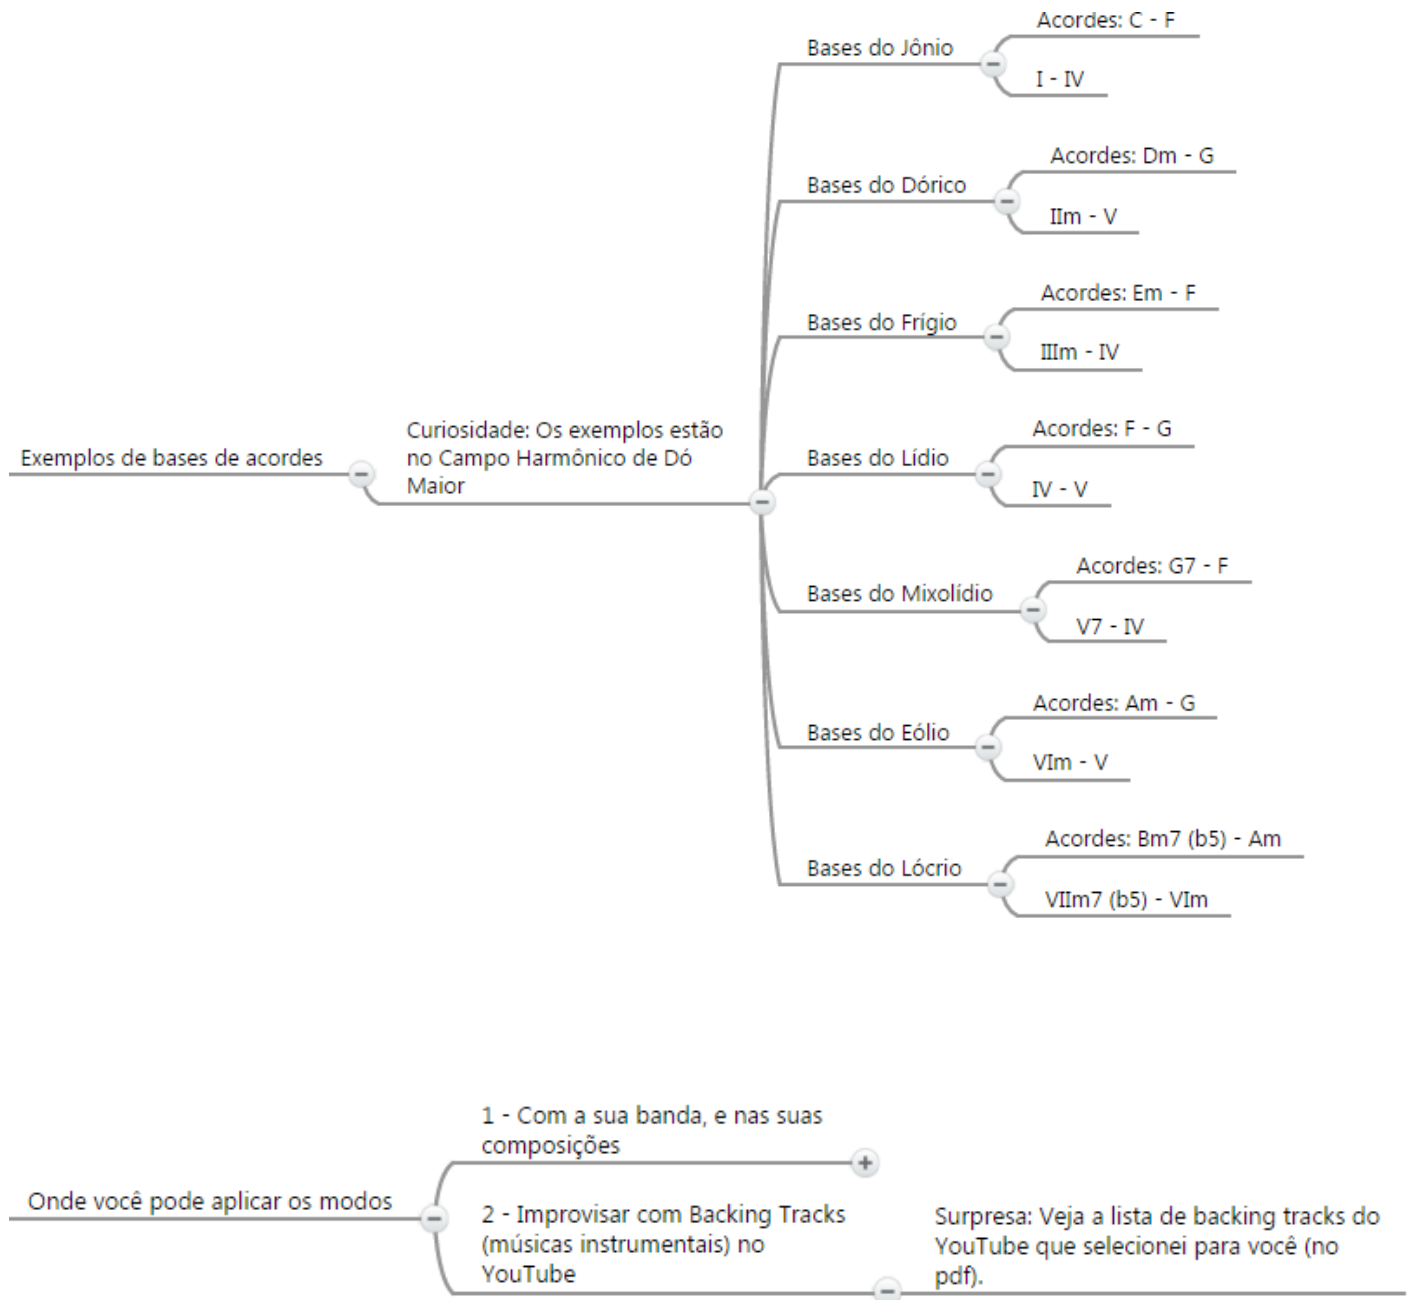 Exemplos de bases de acordes
Curiosidade: Os exemplos estão
no Campo Harmônico de Dó
Maior
Bases do Jônio
Acordes: C - F
I - IV
Bases do Dórico
Acordes: Dm - G
IIm - V
Bases do Frígio
Acordes: Em - F
IIIm - IV
Bases do Lídio
Acordes: F - G
IV - V
Bases do Mixolídio
Acordes: G7 - F
V7 - IV
Bases do Eólio
Acordes: Am - G
VIm - V
Bases do Lócrio
Acordes: Bm7 (b5) - Am
VIIm7 (b5) - VIm
Onde você pode aplicar os modos
1 - Com a sua banda, e nas suas
composições
2 - Improvisar com Backing Tracks
(músicas instrumentais) no
YouTube
Surpresa: Veja a lista de backing tracks do
YouTube que selecionei para você (no
pdf).